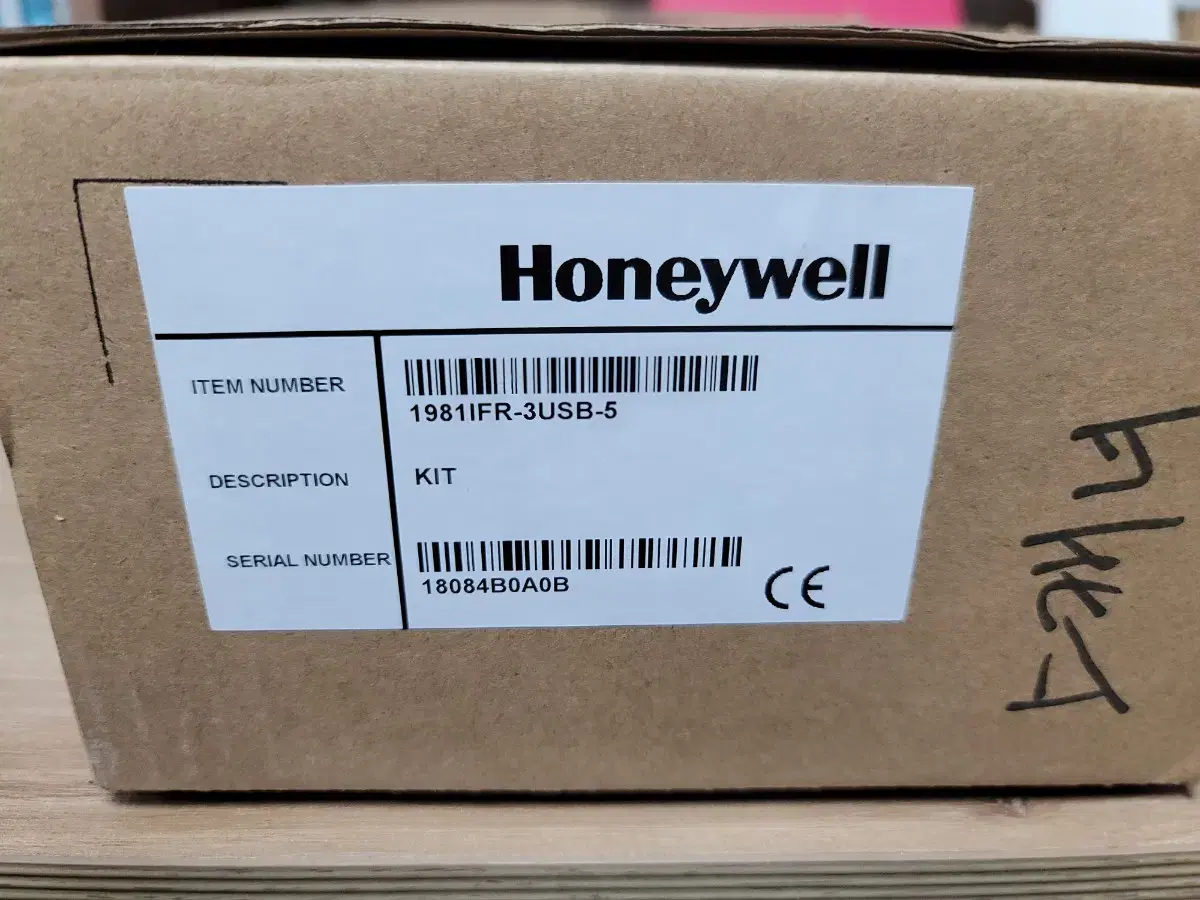 Honeywell
ITEM NUMBER
1981IFR-3USB-5
DESCRIPTION
KIT
SERIAL NUMBER
18084B0A0B
CE